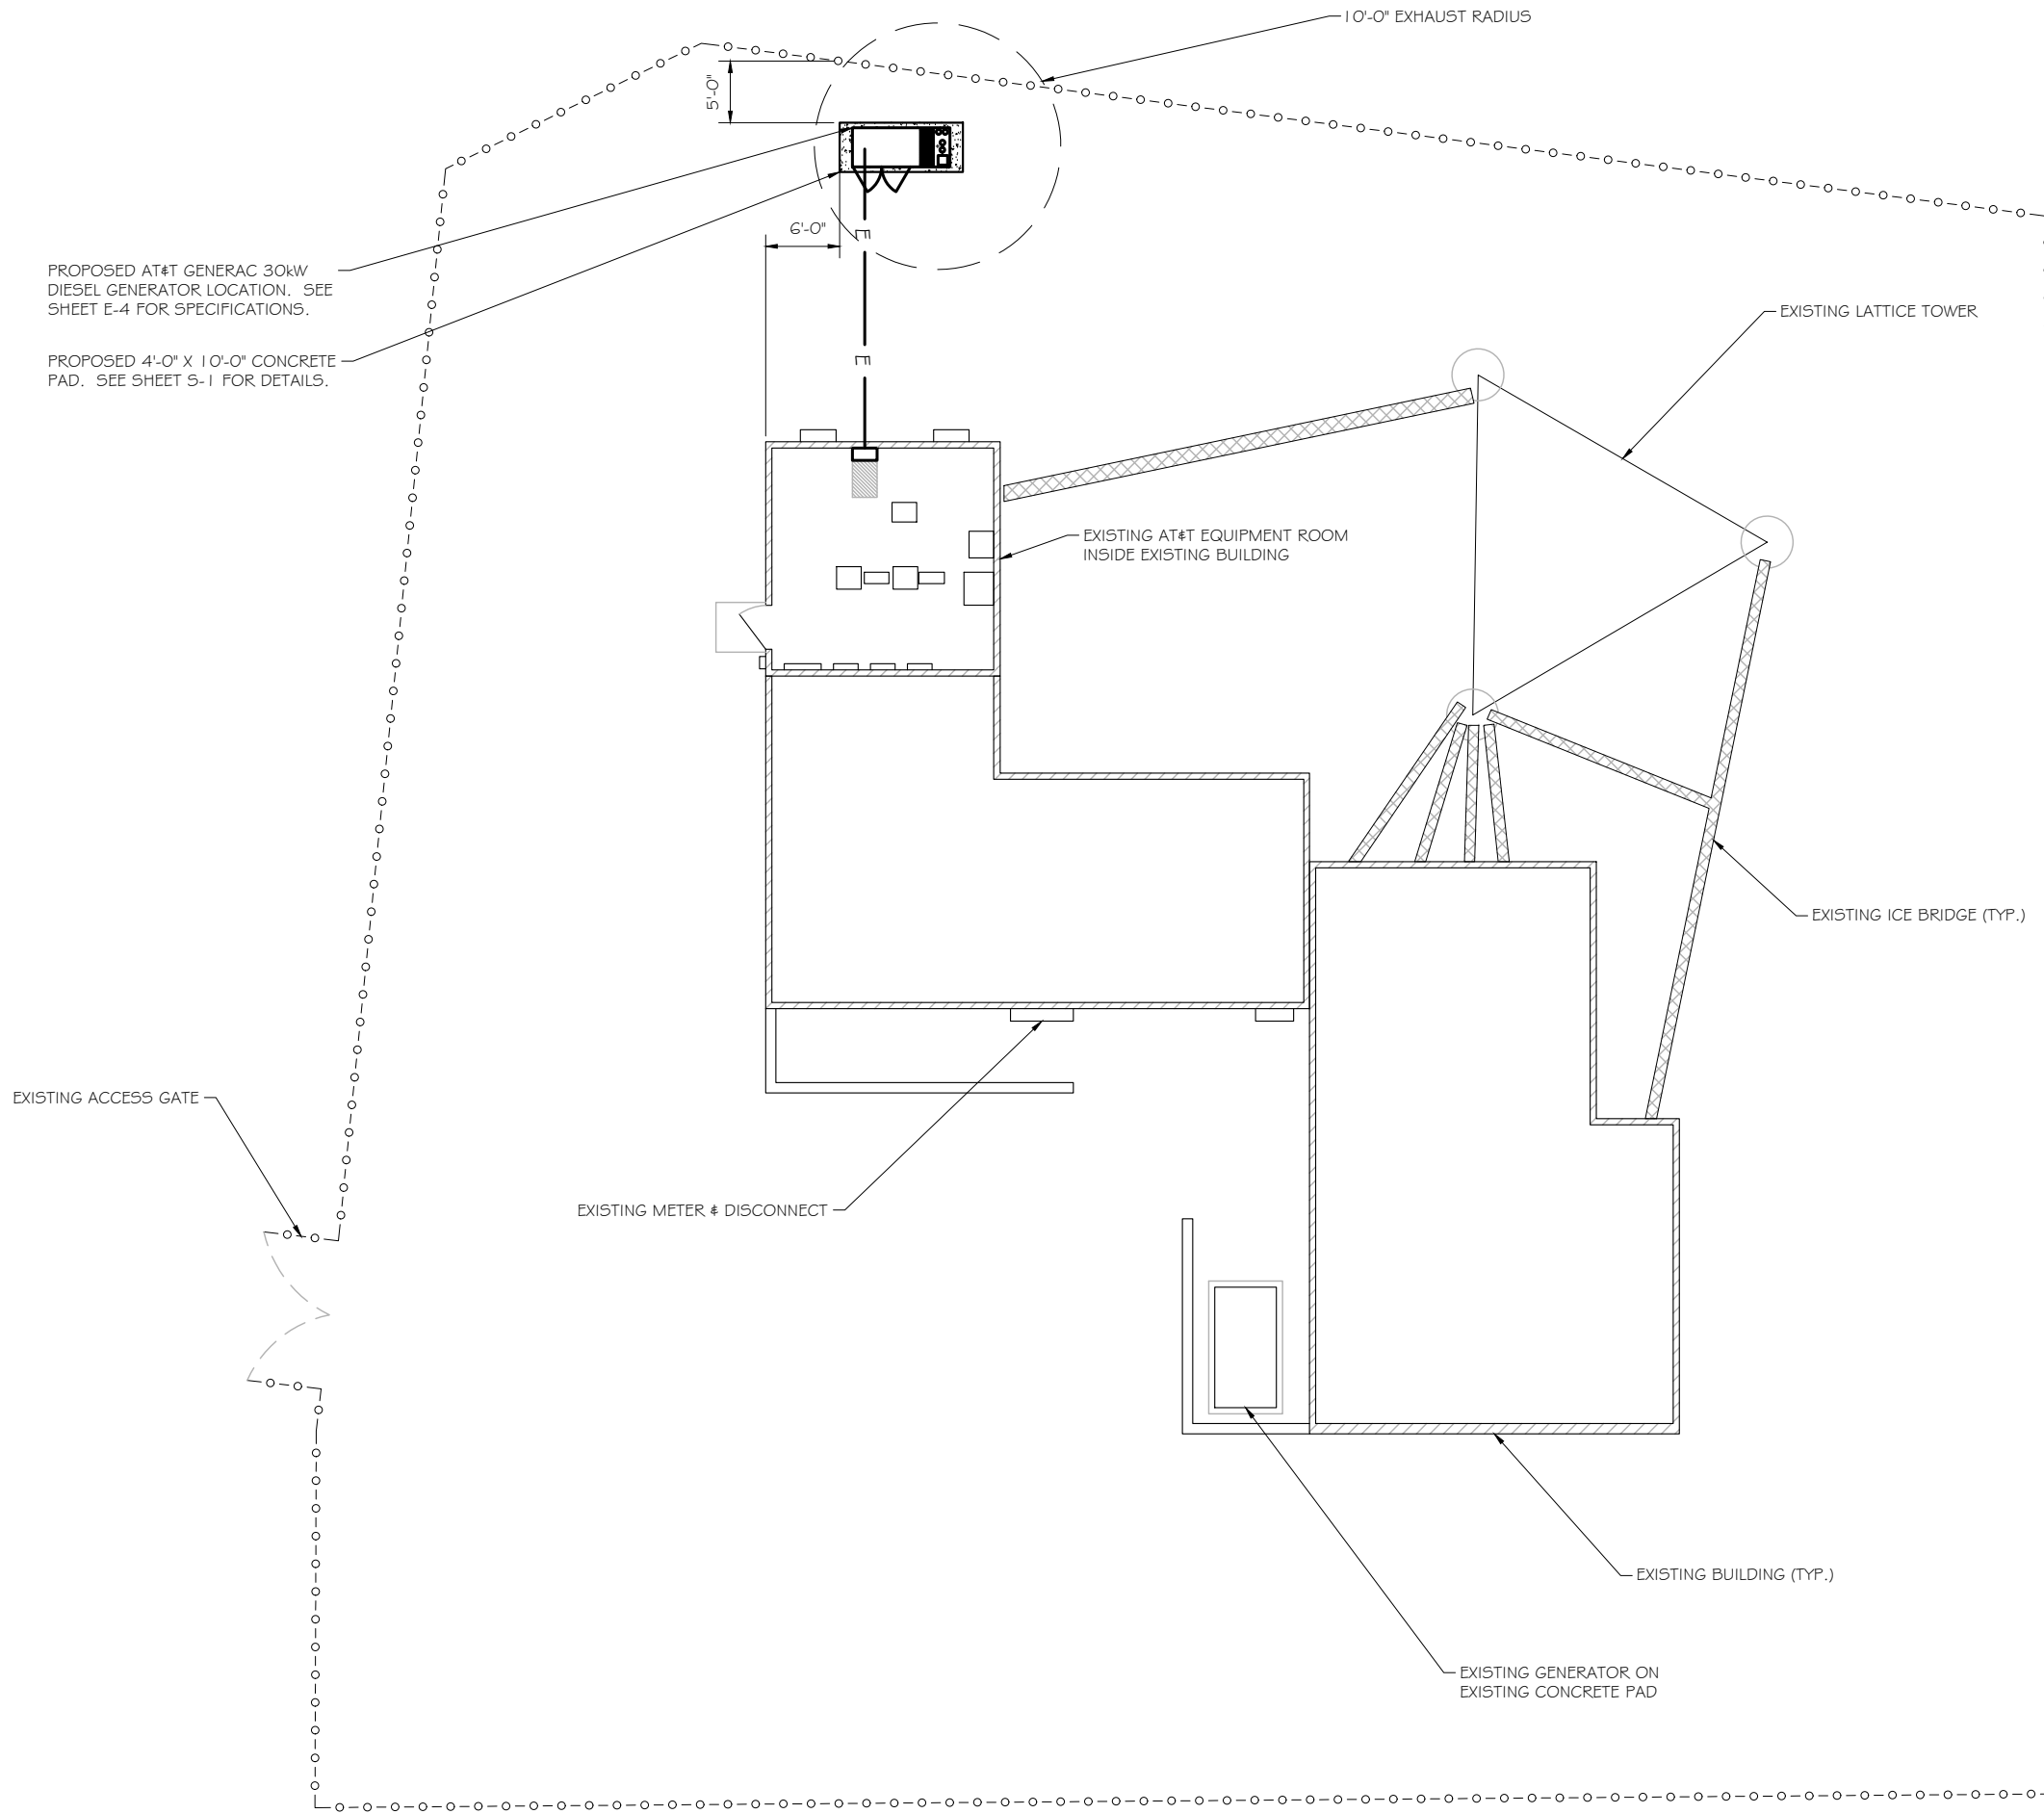 10'-0" EXHAUST RADIUS
5'-0"
6'-0"
E
PROPOSED AT&T GENERAC 30kW
DIESEL GENERATOR LOCATION. SEE
SHEET E-4 FOR SPECIFICATIONS.
EXISTING LATTICE TOWER
E
PROPOSED 4'-0" X 10'-0" CONCRETE
PAD. SEE SHEET S-1 FOR DETAILS.
EXISTING AT&T EQUIPMENT ROOM
INSIDE EXISTING BUILDING
EXISTING ICE BRIDGE (TYP.)
EXISTING ACCESS GATE
EXISTING METER & DISCONNECT
EXISTING BUILDING (TYP.)
EXISTING GENERATOR ON
EXISTING CONCRETE PAD